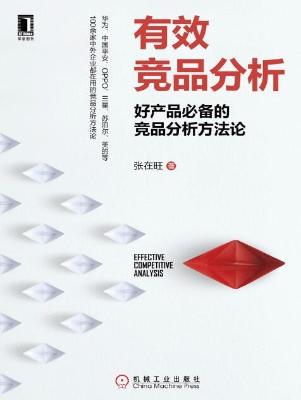 有效
竞品分析
好产品必备的
竞品分析方法论
张在旺 著
华为、中国平安、OPPO、三星、苏泊尔、美的等
100余家中外企业都在用的竞品分析方法论
EFFECTIVE
COMPETITIVE
ANALYSIS
机械工业出版社
China Machine Press